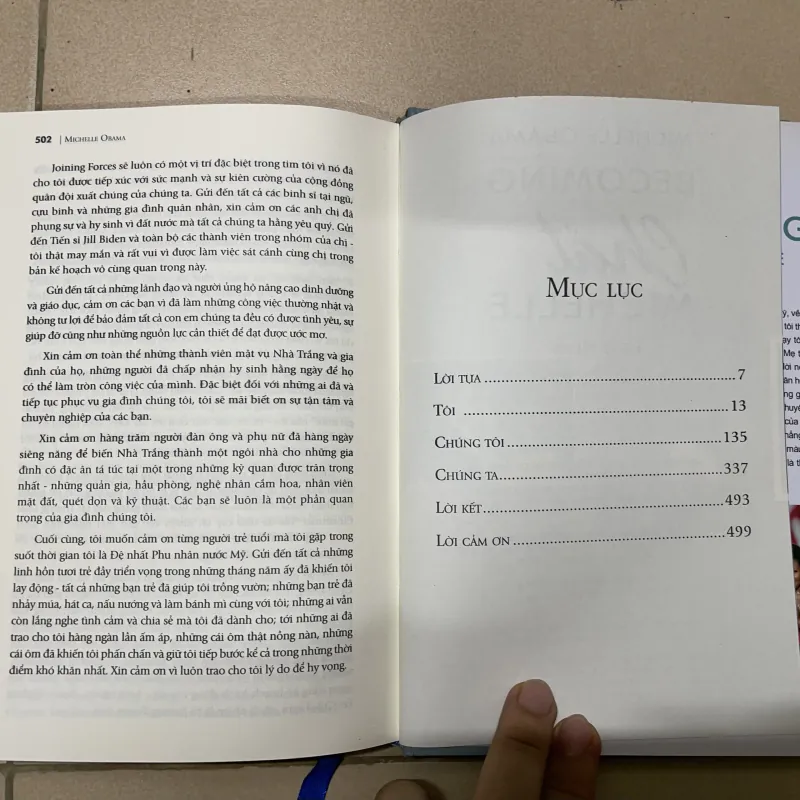 502 | MICHELLE OBAMA
Joining Forces sẽ luôn có một vị trí đặc biệt trong tim tôi vì nó đã
cho tôi được tiếp xúc với sức mạnh và sự kiên cường của cộng đồng
quân đội xuất chúng của chúng ta. Gửi đến tất cả các binh sĩ tại ngũ,
cựu binh và những gia đình quân nhân, xin cảm ơn các anh chị đã
phụng sự và hy sinh vì đất nước mà tất cả chúng ta hằng yêu quý. Gửi
đến Tiến sĩ Jill Biden và toàn bộ các thành viên trong nhóm của chị -
tôi thật may mắn và rất vui vì được làm việc sát cánh cùng chị trong
bản kế hoạch vô cùng quan trọng này.
Gửi đến tất cả những lãnh đạo và người ủng hộ nâng cao dinh dưỡng
và giáo dục, cảm ơn các bạn vì đã làm những công việc thường nhật và
không tư lợi để bảo đảm tất cả con em chúng ta đều có được tình yêu, sự
giúp đỡ cũng như những nguồn lực cần thiết để đạt được ước mơ.
Xin cảm ơn toàn thể những thành viên mật vụ Nhà Trắng và gia
đình của họ, những người đã chấp nhận hy sinh hàng ngày để họ
có thể làm tròn công việc của mình. Đặc biệt đối với những ai đã và
tiếp tục phục vụ gia đình chúng tôi, tôi sẽ mãi biết ơn sự tận tâm và
chuyên nghiệp của các bạn.
Xin cảm ơn hàng trăm người đàn ông và phụ nữ đã hàng ngày
siêng năng để biến Nhà Trắng thành một ngôi nhà cho những gia
đình có đặc ân tá túc tại một trong những kỳ quan được trân trọng
nhất - những quản gia, hầu phòng, nghệ nhân cắm hoa, nhân viên
mặt đất, quét dọn và kỹ thuật. Các bạn sẽ luôn là một phần quan
trọng của gia đình chúng tôi.
Cuối cùng, tôi muốn cảm ơn từng người trẻ tuổi mà tôi gặp trong
suốt thời gian tôi là Đệ nhất Phu nhân nước Mỹ. Gửi đến tất cả những
linh hồn tươi trẻ đầy triển vọng trong những tháng năm ấy đã khiến tôi
lay động - tất cả những bạn trẻ đã giúp tôi trồng vườn; những bạn trẻ đã
nhảy múa, hát ca, nấu nướng và làm bánh mì cùng với tôi; những ai vẫn
còn lắng nghe tình cảm và chia sẻ mà tôi đã dành cho; tới những ai đã
trao cho tôi hàng ngàn lần ấm áp, những cái ôm thật nồng nàn, những
cái ôm đã khiến tôi phấn chấn và giữ tôi tiếp bước kể cả trong những thời
điểm khó khăn nhất. Xin cảm ơn vì luôn trao cho tôi lý do để hy vọng.
MỤC LỤC
LỜI TỰA ........................................................7
TÔI ........................................................13
CHÚNG TÔI ........................................................135
CHÚNG TA ........................................................337
LỜI KẾT ........................................................493
LỜI CẢM ƠN ........................................................499